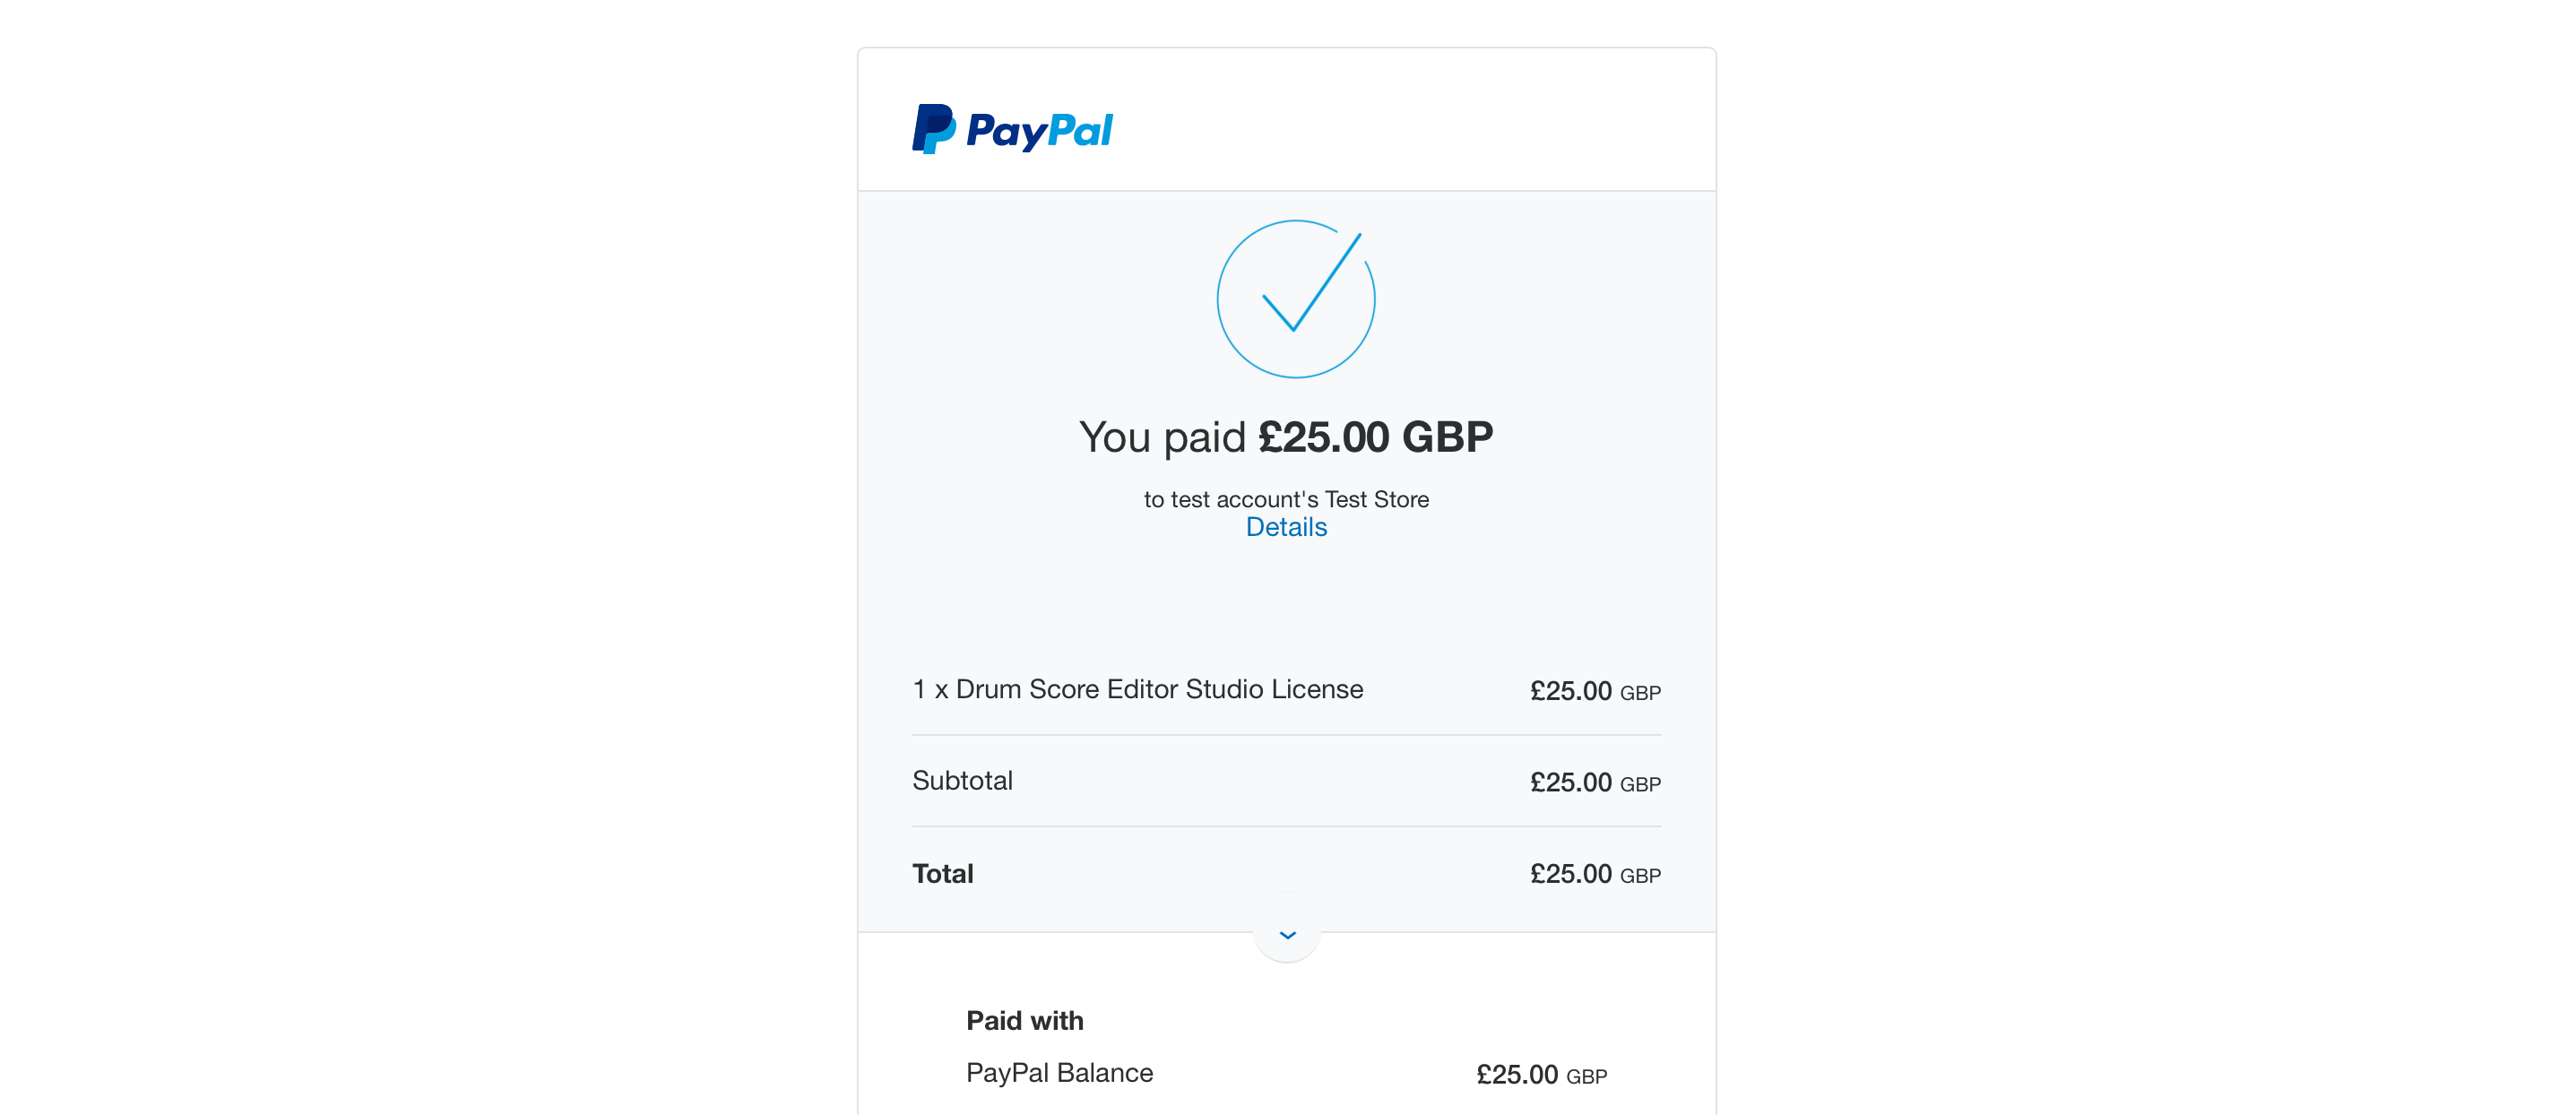 PayPal
You paid £25.00 GBP
to test account's Test Store
Details
1 x Drum Score Editor Studio License £25.00 GBP
Subtotal £25.00 GBP
Total £25.00 GBP
Paid with
PayPal Balance £25.00 GBP